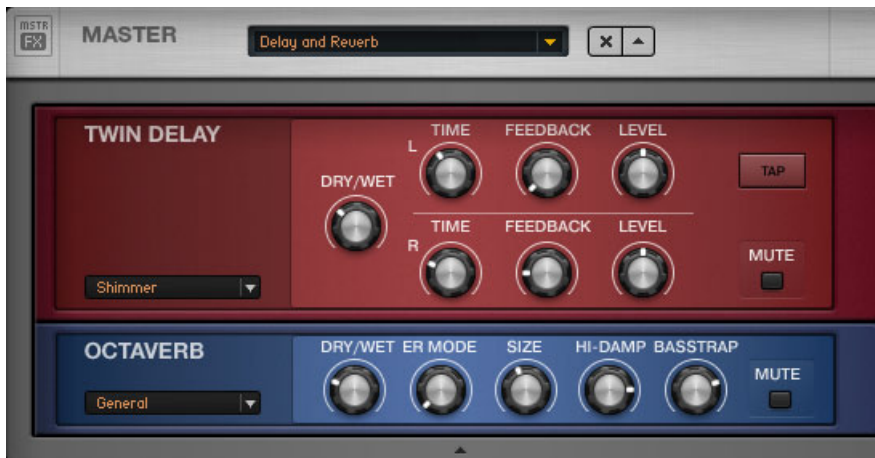 MSTR
FX
MASTER
Delay and Reverb
TWIN DELAY
L
TIME FEEDBACK LEVEL
TAP
DRY/WET
R
TIME FEEDBACK LEVEL
MUTE
Shimmer
OCTAVERB
DRY/WET ER MODE SIZE HI-DAMP BASSTRAP
MUTE
General